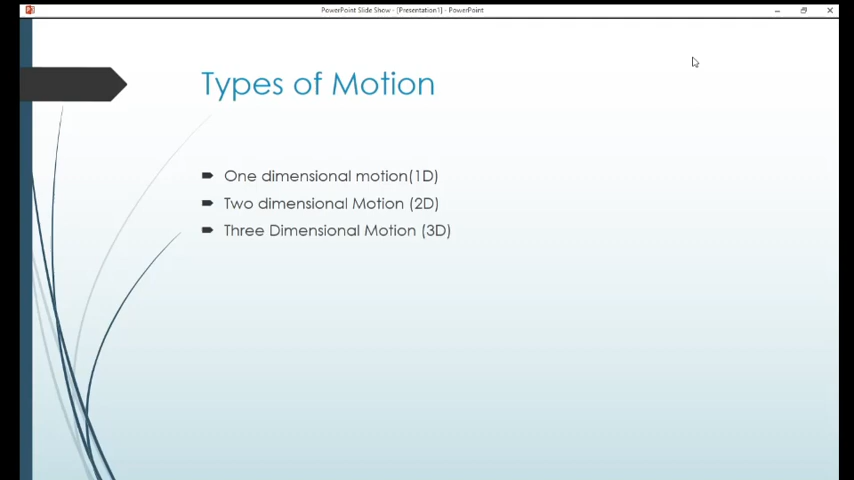 PowerPoint Slide Show - [Presentation1] - PowerPoint
Types of Motion
One dimensional motion(1D)
Two dimensional Motion (2D)
Three Dimensional Motion (3D)